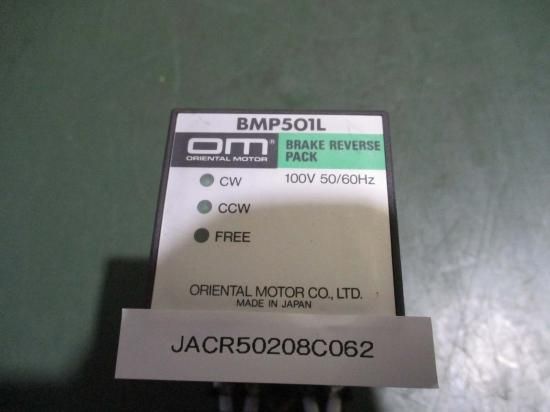 BMP501L
OM®
ORIENTAL MOTOR
BRAKE REVERSE
PACK
100V 50/60Hz
CW
CCW
FREE
ORIENTAL MOTOR CO., LTD.
MADE IN JAPAN
JACR50208C062